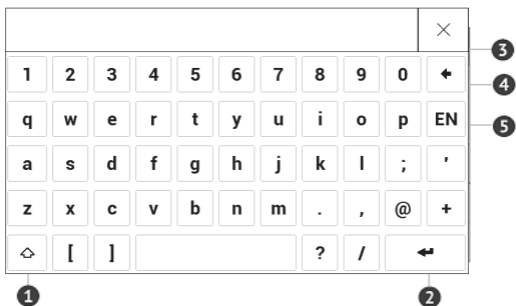 3
1 2 3 4 5 6 7 8 9 0
4
q w e r t y u i o p EN
5
a s d f g h j k l ; '
z x c v b n m . , @ +
[ ] ? /
1 2